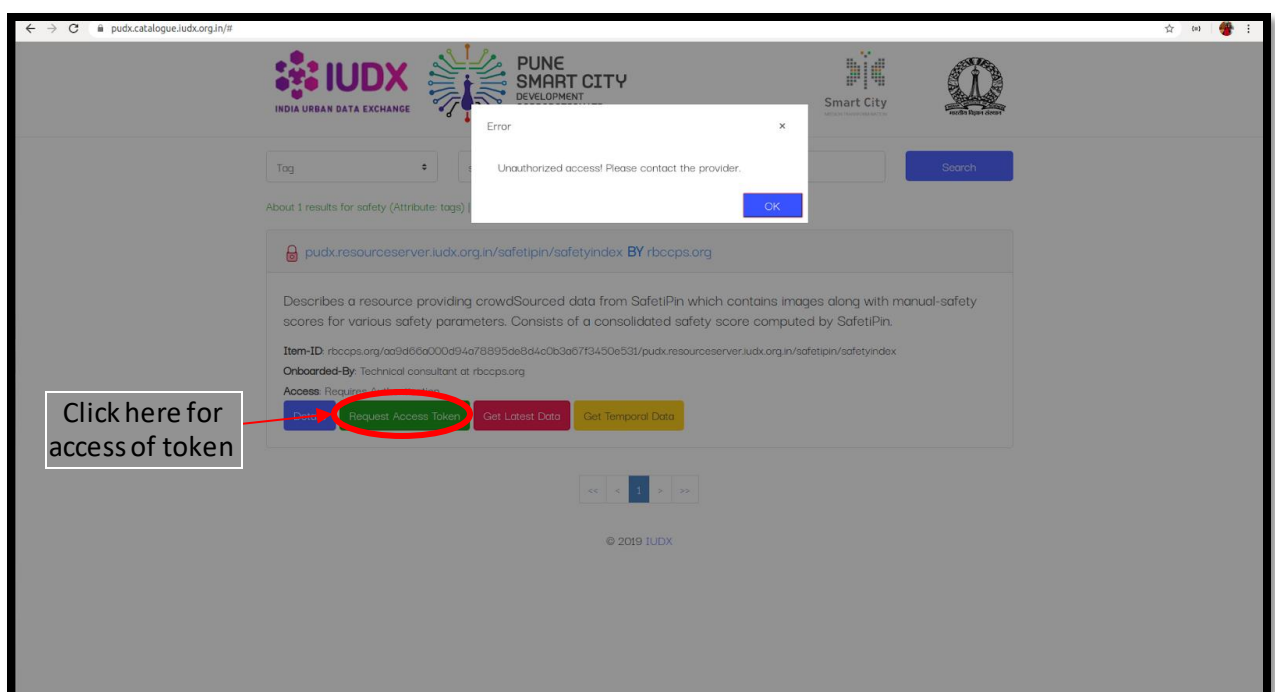 pudx.catalogue.iudx.org.in/#
IUDX
INDIA URBAN DATA EXCHANGE
PUNE
SMART CITY
DEVELOPMENT
Smart City
Error
×
Unauthorized access! Please contact the provider.
OK
Tag
Search
About 1 results for safety (Attribute: tags) |
pudx.resourceserver.iudx.org.in/safetipin/safetyindex BY rbccps.org
Describes a resource providing crowdSourced data from SafetiPin which contains images along with manual-safety
scores for various safety parameters. Consists of a consolidated safety score computed by SafetiPin.
Item-ID: rbccps.org/aa9d66a000d94a78895de8d4c0b3a67f3450e531/pudx.resourceserver.iudx.org.in/safetipin/safetyindex
Onboarded-By: Technical consultant at rbccps.org
Access: Requires
Request Access Token
Get Latest Data
Get Temporal Data
Click here for
access of token
<< < 1 > >>
© 2019 IUDX